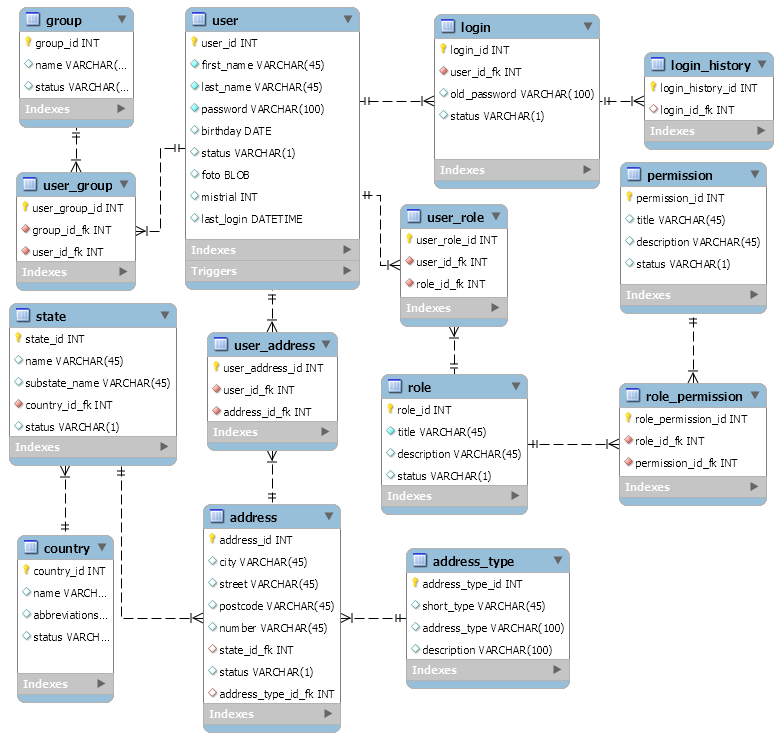 group
group_id INT
name VARCHAR(...
status VARCHAR(...
Indexes
user
user_id INT
first_name VARCHAR(45)
last_name VARCHAR(45)
password VARCHAR(100)
birthday DATE
status VARCHAR(1)
foto BLOB
mistrial INT
last_login DATETIME
Indexes
Triggers
login
login_id INT
user_id_fk INT
old_password VARCHAR(100)
status VARCHAR(1)
Indexes
login_history
login_history_id INT
login_id_fk INT
Indexes
user_group
user_group_id INT
group_id_fk INT
user_id_fk INT
Indexes
permission
permission_id INT
title VARCHAR(45)
description VARCHAR(45)
status VARCHAR(1)
Indexes
user_role
user_role_id INT
user_id_fk INT
role_id_fk INT
Indexes
state
state_id INT
name VARCHAR(45)
substate_name VARCHAR(45)
country_id_fk INT
status VARCHAR(1)
Indexes
user_address
user_address_id INT
user_id_fk INT
address_id_fk INT
Indexes
role
role_id INT
title VARCHAR(45)
description VARCHAR(45)
status VARCHAR(1)
Indexes
role_permission
role_permission_id INT
role_id_fk INT
permission_id_fk INT
Indexes
country
country_id INT
name VARCH...
abbreviations...
status VARCH...
Indexes
address
address_id INT
city VARCHAR(45)
street VARCHAR(45)
postcode VARCHAR(45)
number VARCHAR(45)
state_id_fk INT
status VARCHAR(1)
address_type_id_fk INT
Indexes
address_type
address_type_id INT
short_type VARCHAR(45)
address_type VARCHAR(100)
description VARCHAR(100)
Indexes